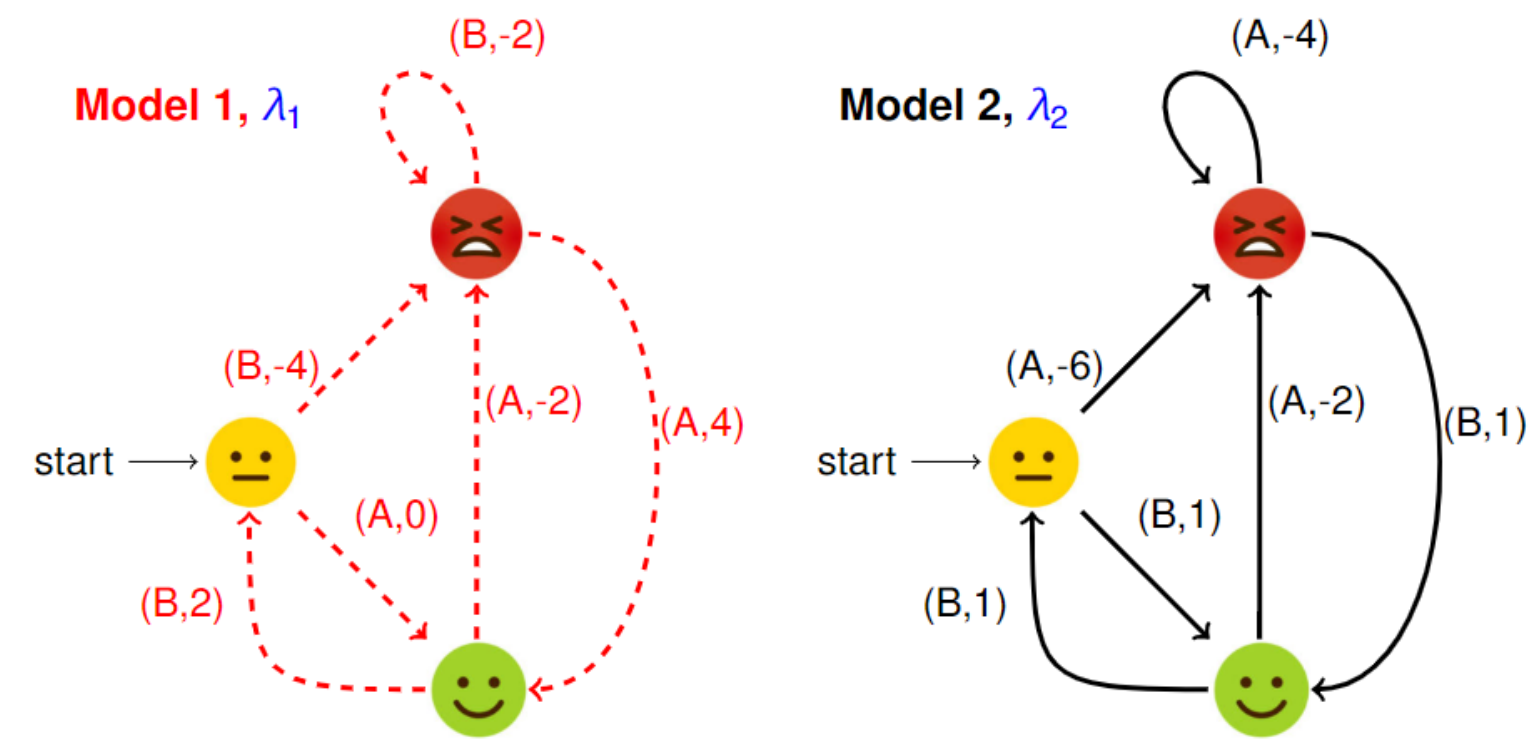 Model 1, λ₁
(B,-2)
(B,-4)
(A,-2)
(A,4)
start
(A,0)
(B,2)
Model 2, λ₂
(A,-4)
(A,-6)
(A,-2)
(B,1)
start
(B,1)
(B,1)